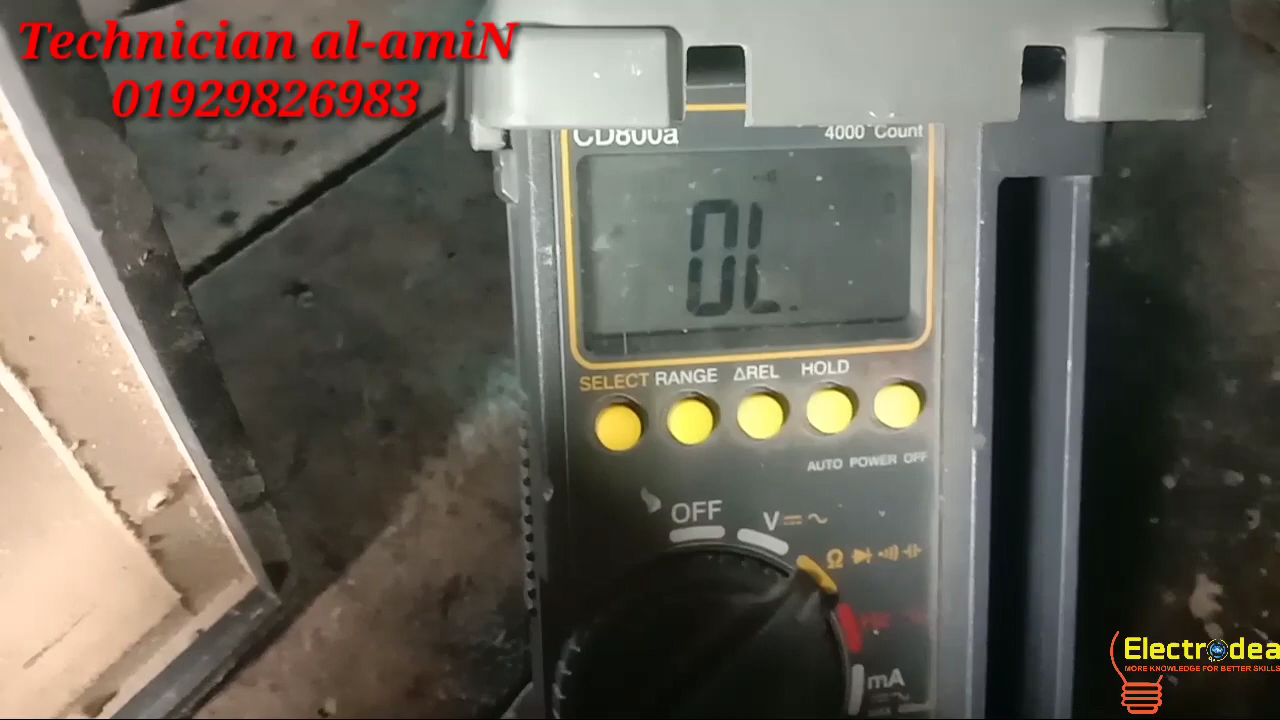 Technician al-amiN
01929826983
CD800a 4000 Count
OL
SELECT RANGE ΔREL HOLD
AUTO POWER OFF
OFF
V
Ω
mA
Electrodea
MORE KNOWLEDGE FOR BETTER SKILLS